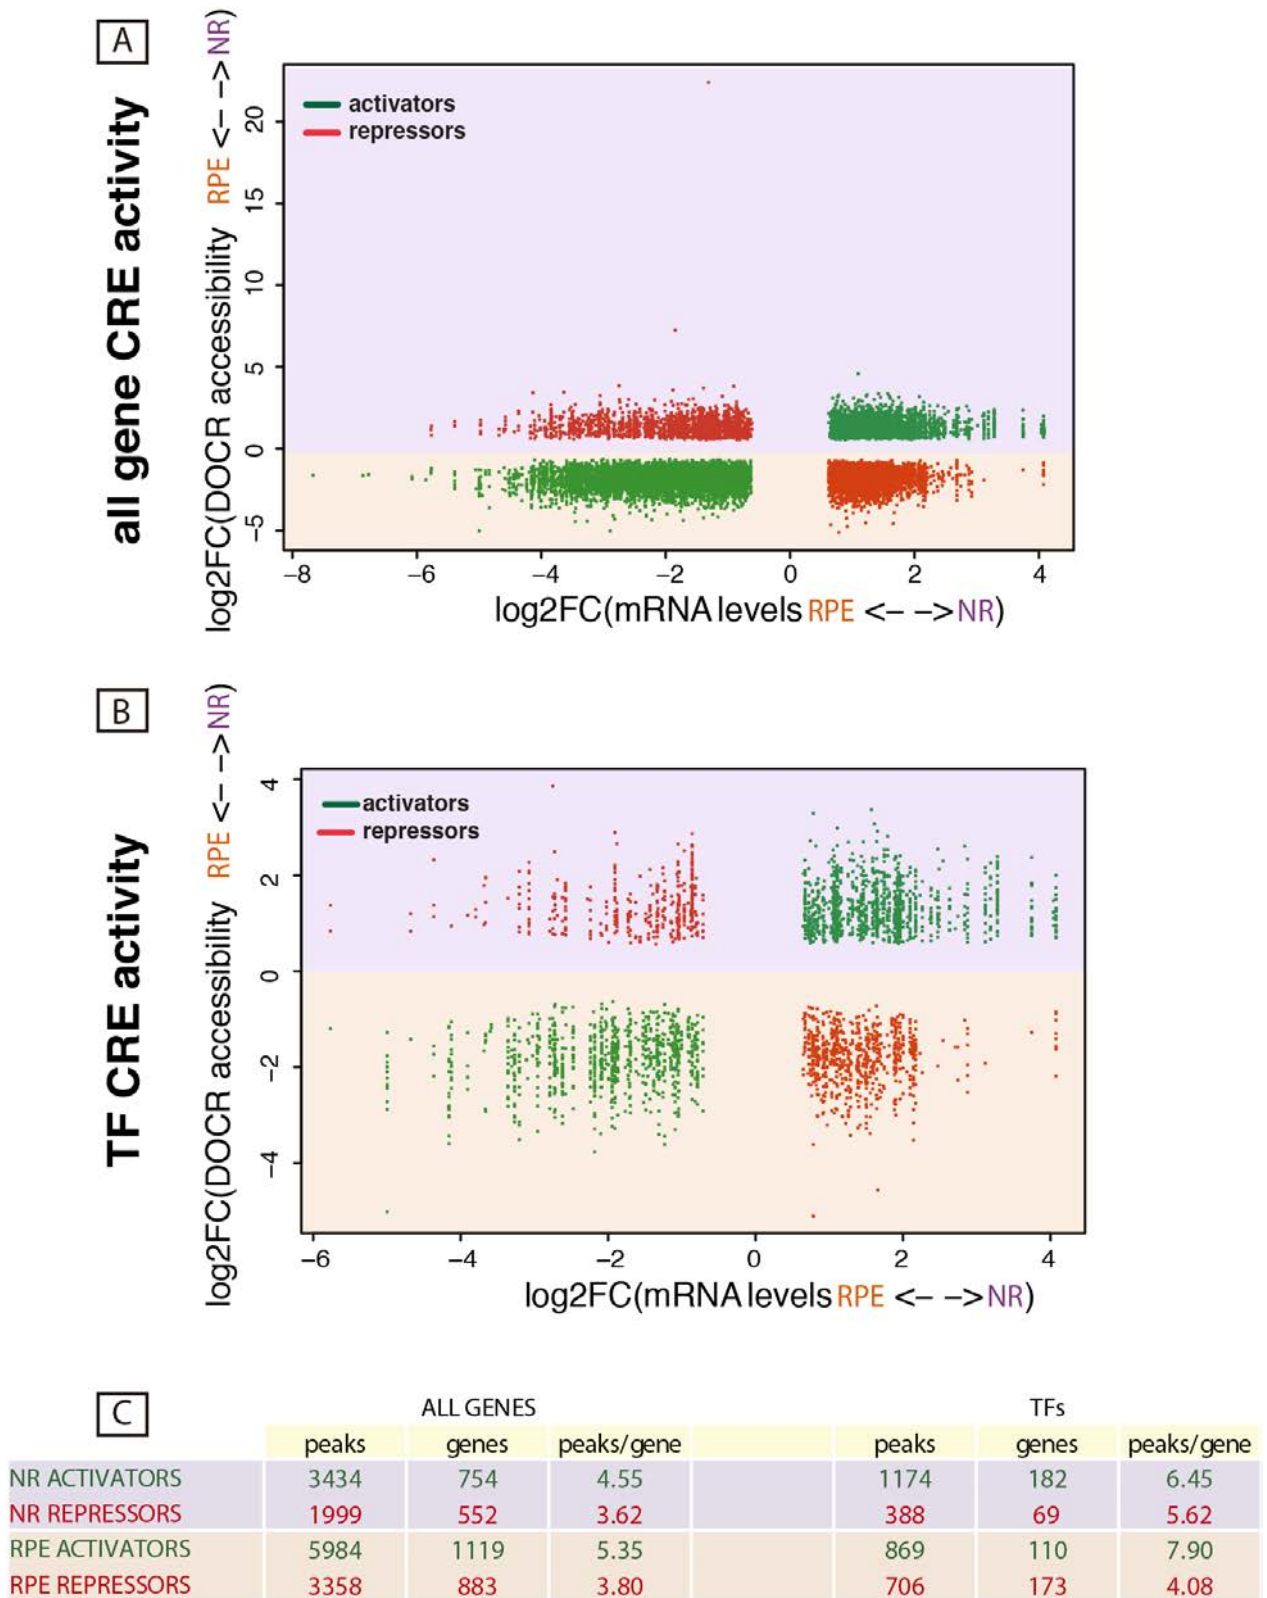 A
all gene CRE activity
log2FC(DOCR accessibility RPE <- -> NR)
activators
repressors
20
15
10
5
0
−5
−8 −6 −4 −2 0 2 4
log2FC(mRNA levels RPE <- -> NR)
B
TF CRE activity
log2FC(DOCR accessibility RPE <- -> NR)
activators
repressors
4
2
0
−2
−4
−6 −4 −2 0 2 4
log2FC(mRNA levels RPE <- -> NR)
C
ALL GENES TFs
peaks genes peaks/gene peaks genes peaks/gene
NR ACTIVATORS 3434 754 4.55 1174 182 6.45
NR REPRESSORS 1999 552 3.62 388 69 5.62
RPE ACTIVATORS 5984 1119 5.35 869 110 7.90
RPE REPRESSORS 3358 883 3.80 706 173 4.08